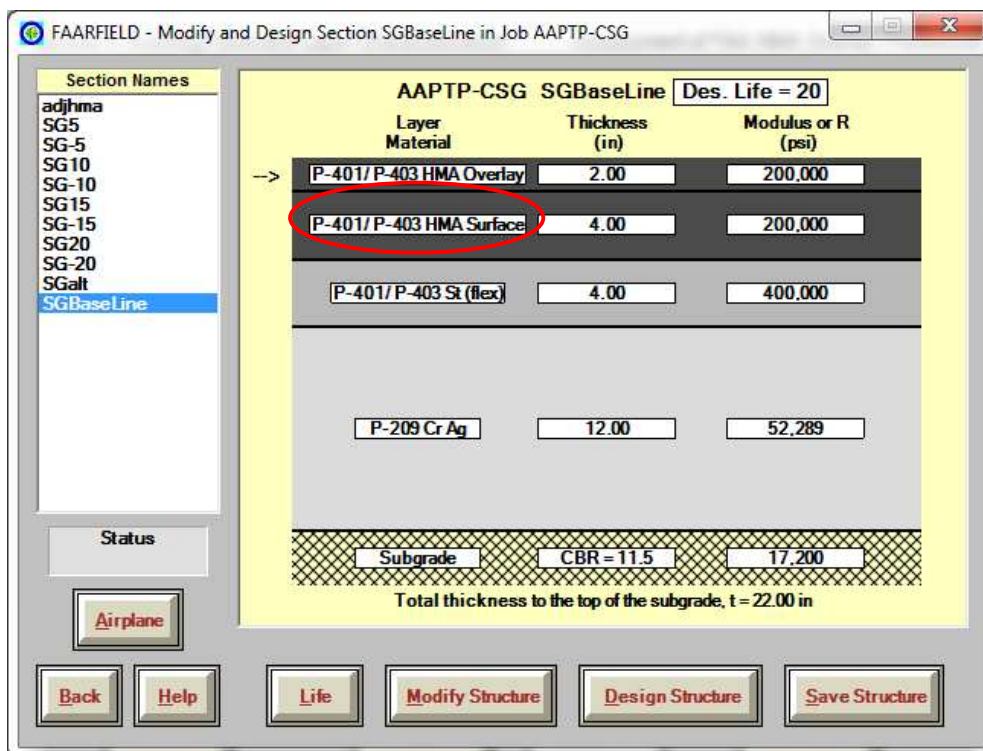 FAARFIELD - Modify and Design Section SGBaseLine in Job AAPTP-CSG
Section Names
adjhma
SG5
SG-5
SG10
SG-10
SG15
SG-15
SG20
SG-20
SGalt
SGBaseLine
Status
Airplane
Back
Help
AAPTP-CSG SGBaseLine Des. Life = 20
Layer Material Thickness (in) Modulus or R (psi)
--> P-401/ P-403 HMA Overlay 2.00 200,000
P-401/ P-403 HMA Surface 4.00 200,000
P-401/ P-403 St (flex) 4.00 400,000
P-209 Cr Ag 12.00 52,289
Subgrade CBR = 11.5 17,200
Total thickness to the top of the subgrade, t = 22.00 in
Life
Modify Structure
Design Structure
Save Structure